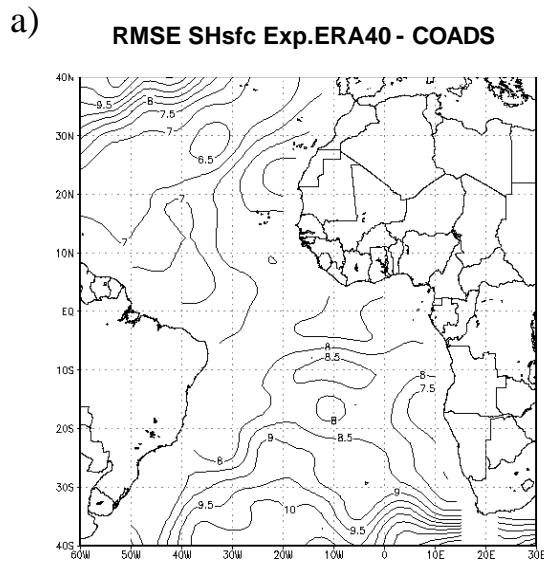 a)
RMSE SHsfc Exp.ERA40 - COADS
40N
9.5 8 7.5
7
30N
6.5
20N
7
7
10N
EQ
8
8.5
10S
8
7.5
8
20S
9 8.5
8
30S
9
9.5
10
9.5
40S
60W 50W 40W 30W 20W 10W 0 10E 20E 30E